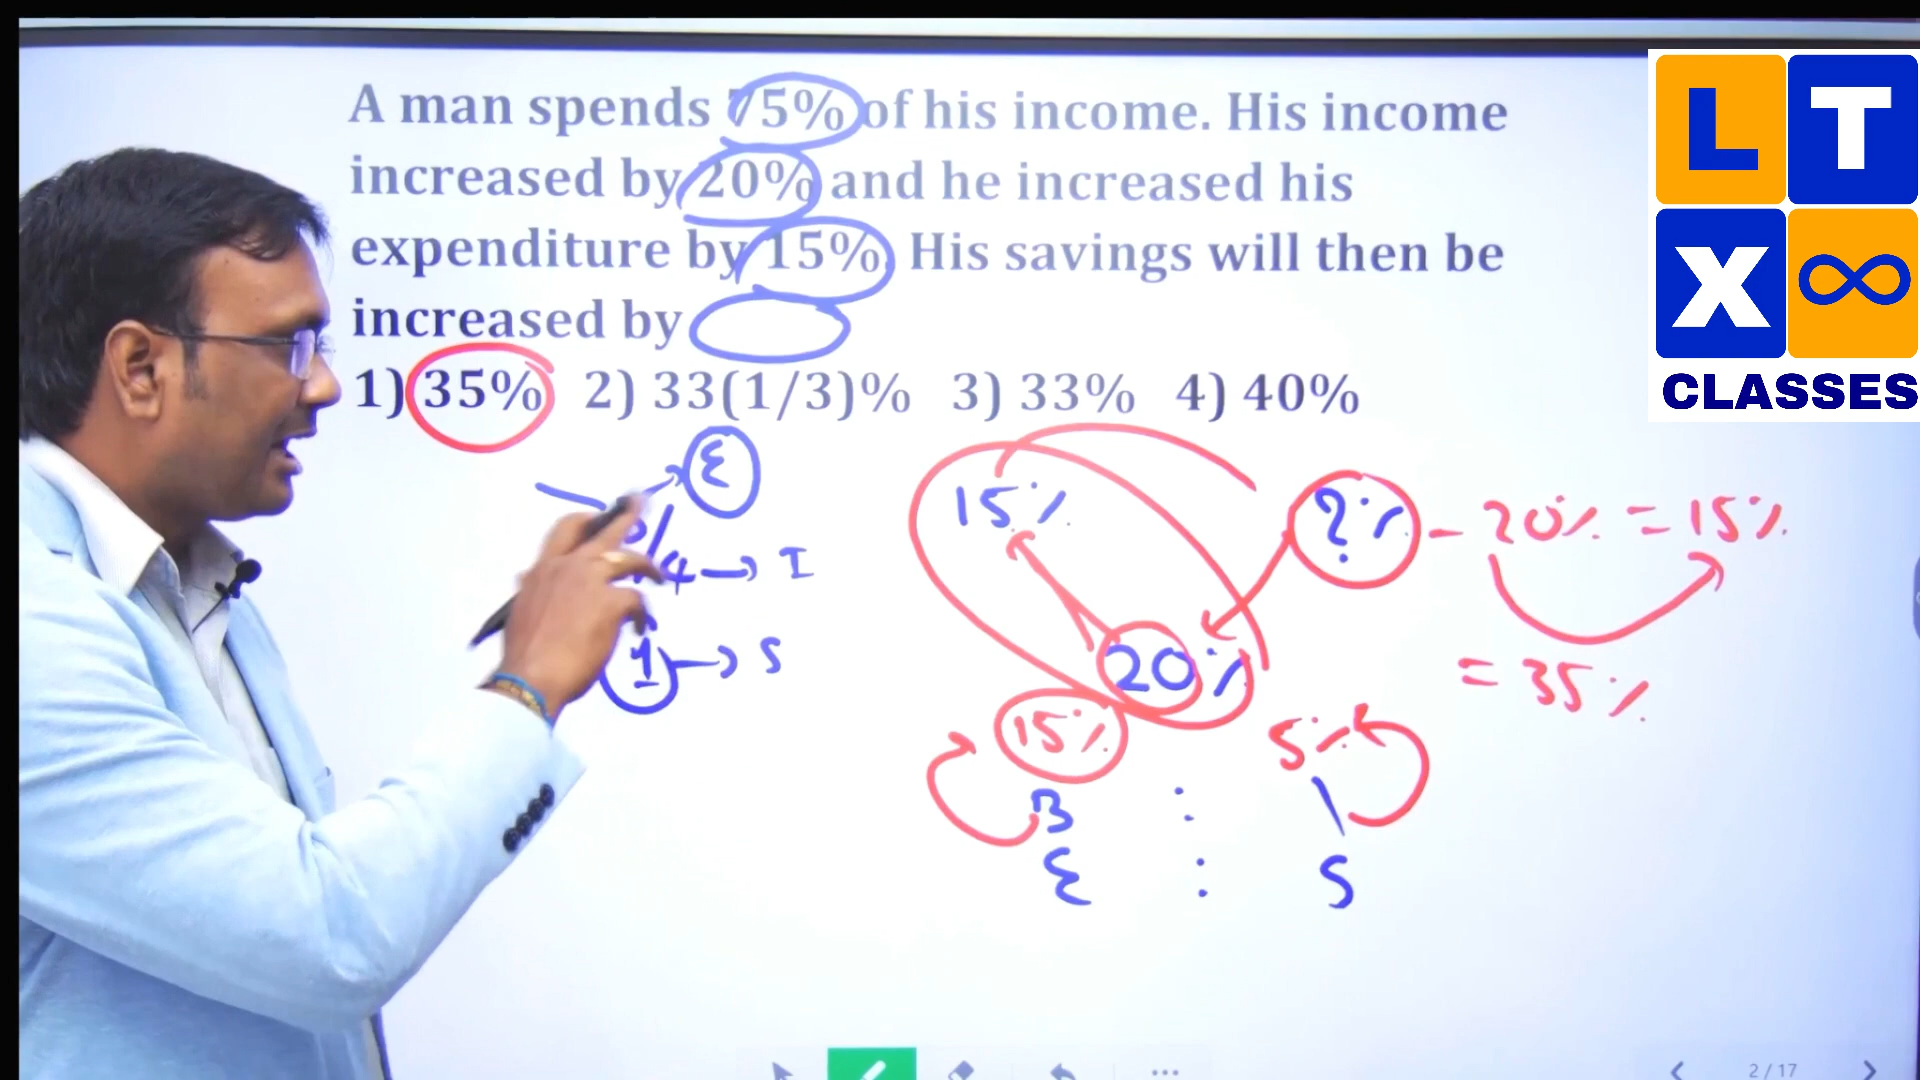 A man spends 75% of his income. His income
increased by 20% and he increased his
expenditure by 15%. His savings will then be
increased by
1) 35% 2) 33(1/3)% 3) 33% 4) 40%
L T
X ∞
CLASSES
E
3/4 → I
1 → S
15% ?% - 20% = 15%
20% = 35%
15% 5%
3 : 1
E : S
2 / 17